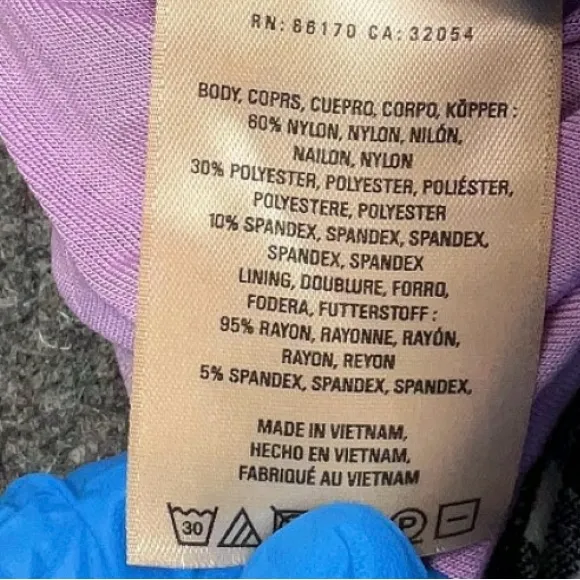 RN: 86170 CA: 32054
BODY, COPRS, CUEPRO, CORPO, KŌPPER :
60% NYLON, NYLON, NILÓN,
NAILON, NYLON
30% POLYESTER, POLYESTER, POLIÉSTER,
POLYESTERE, POLYESTER
10% SPANDEX, SPANDEX, SPANDEX,
SPANDEX, SPANDEX
LINING, DOUBLURE, FORRO,
FODERA, FUTTERSTOFF :
95% RAYON, RAYONNE, RAYÓN,
RAYON, REYON
5% SPANDEX, SPANDEX, SPANDEX,
MADE IN VIETNAM,
HECHO EN VIETNAM,
FABRIQUÉ AU VIETNAM
30 P